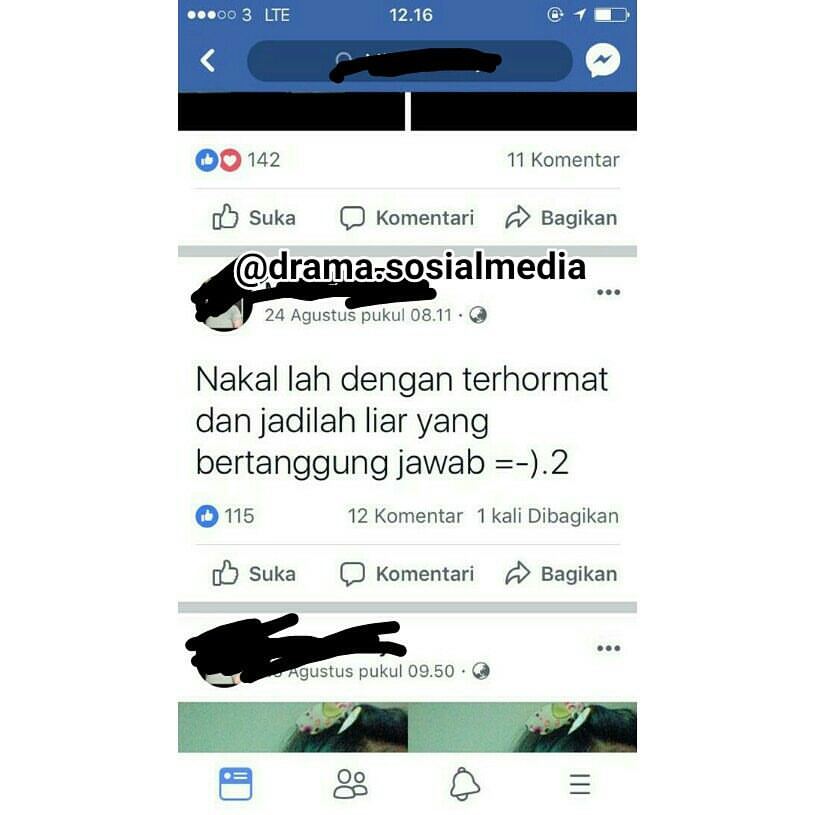 3 LTE 12.16
142 11 Komentar
Suka Komentari Bagikan
@drama.sosialmedia
24 Agustus pukul 08.11 ·
Nakal lah dengan terhormat
dan jadilah liar yang
bertanggung jawab =-).2
115 12 Komentar 1 kali Dibagikan
Suka Komentari Bagikan
Agustus pukul 09.50 ·